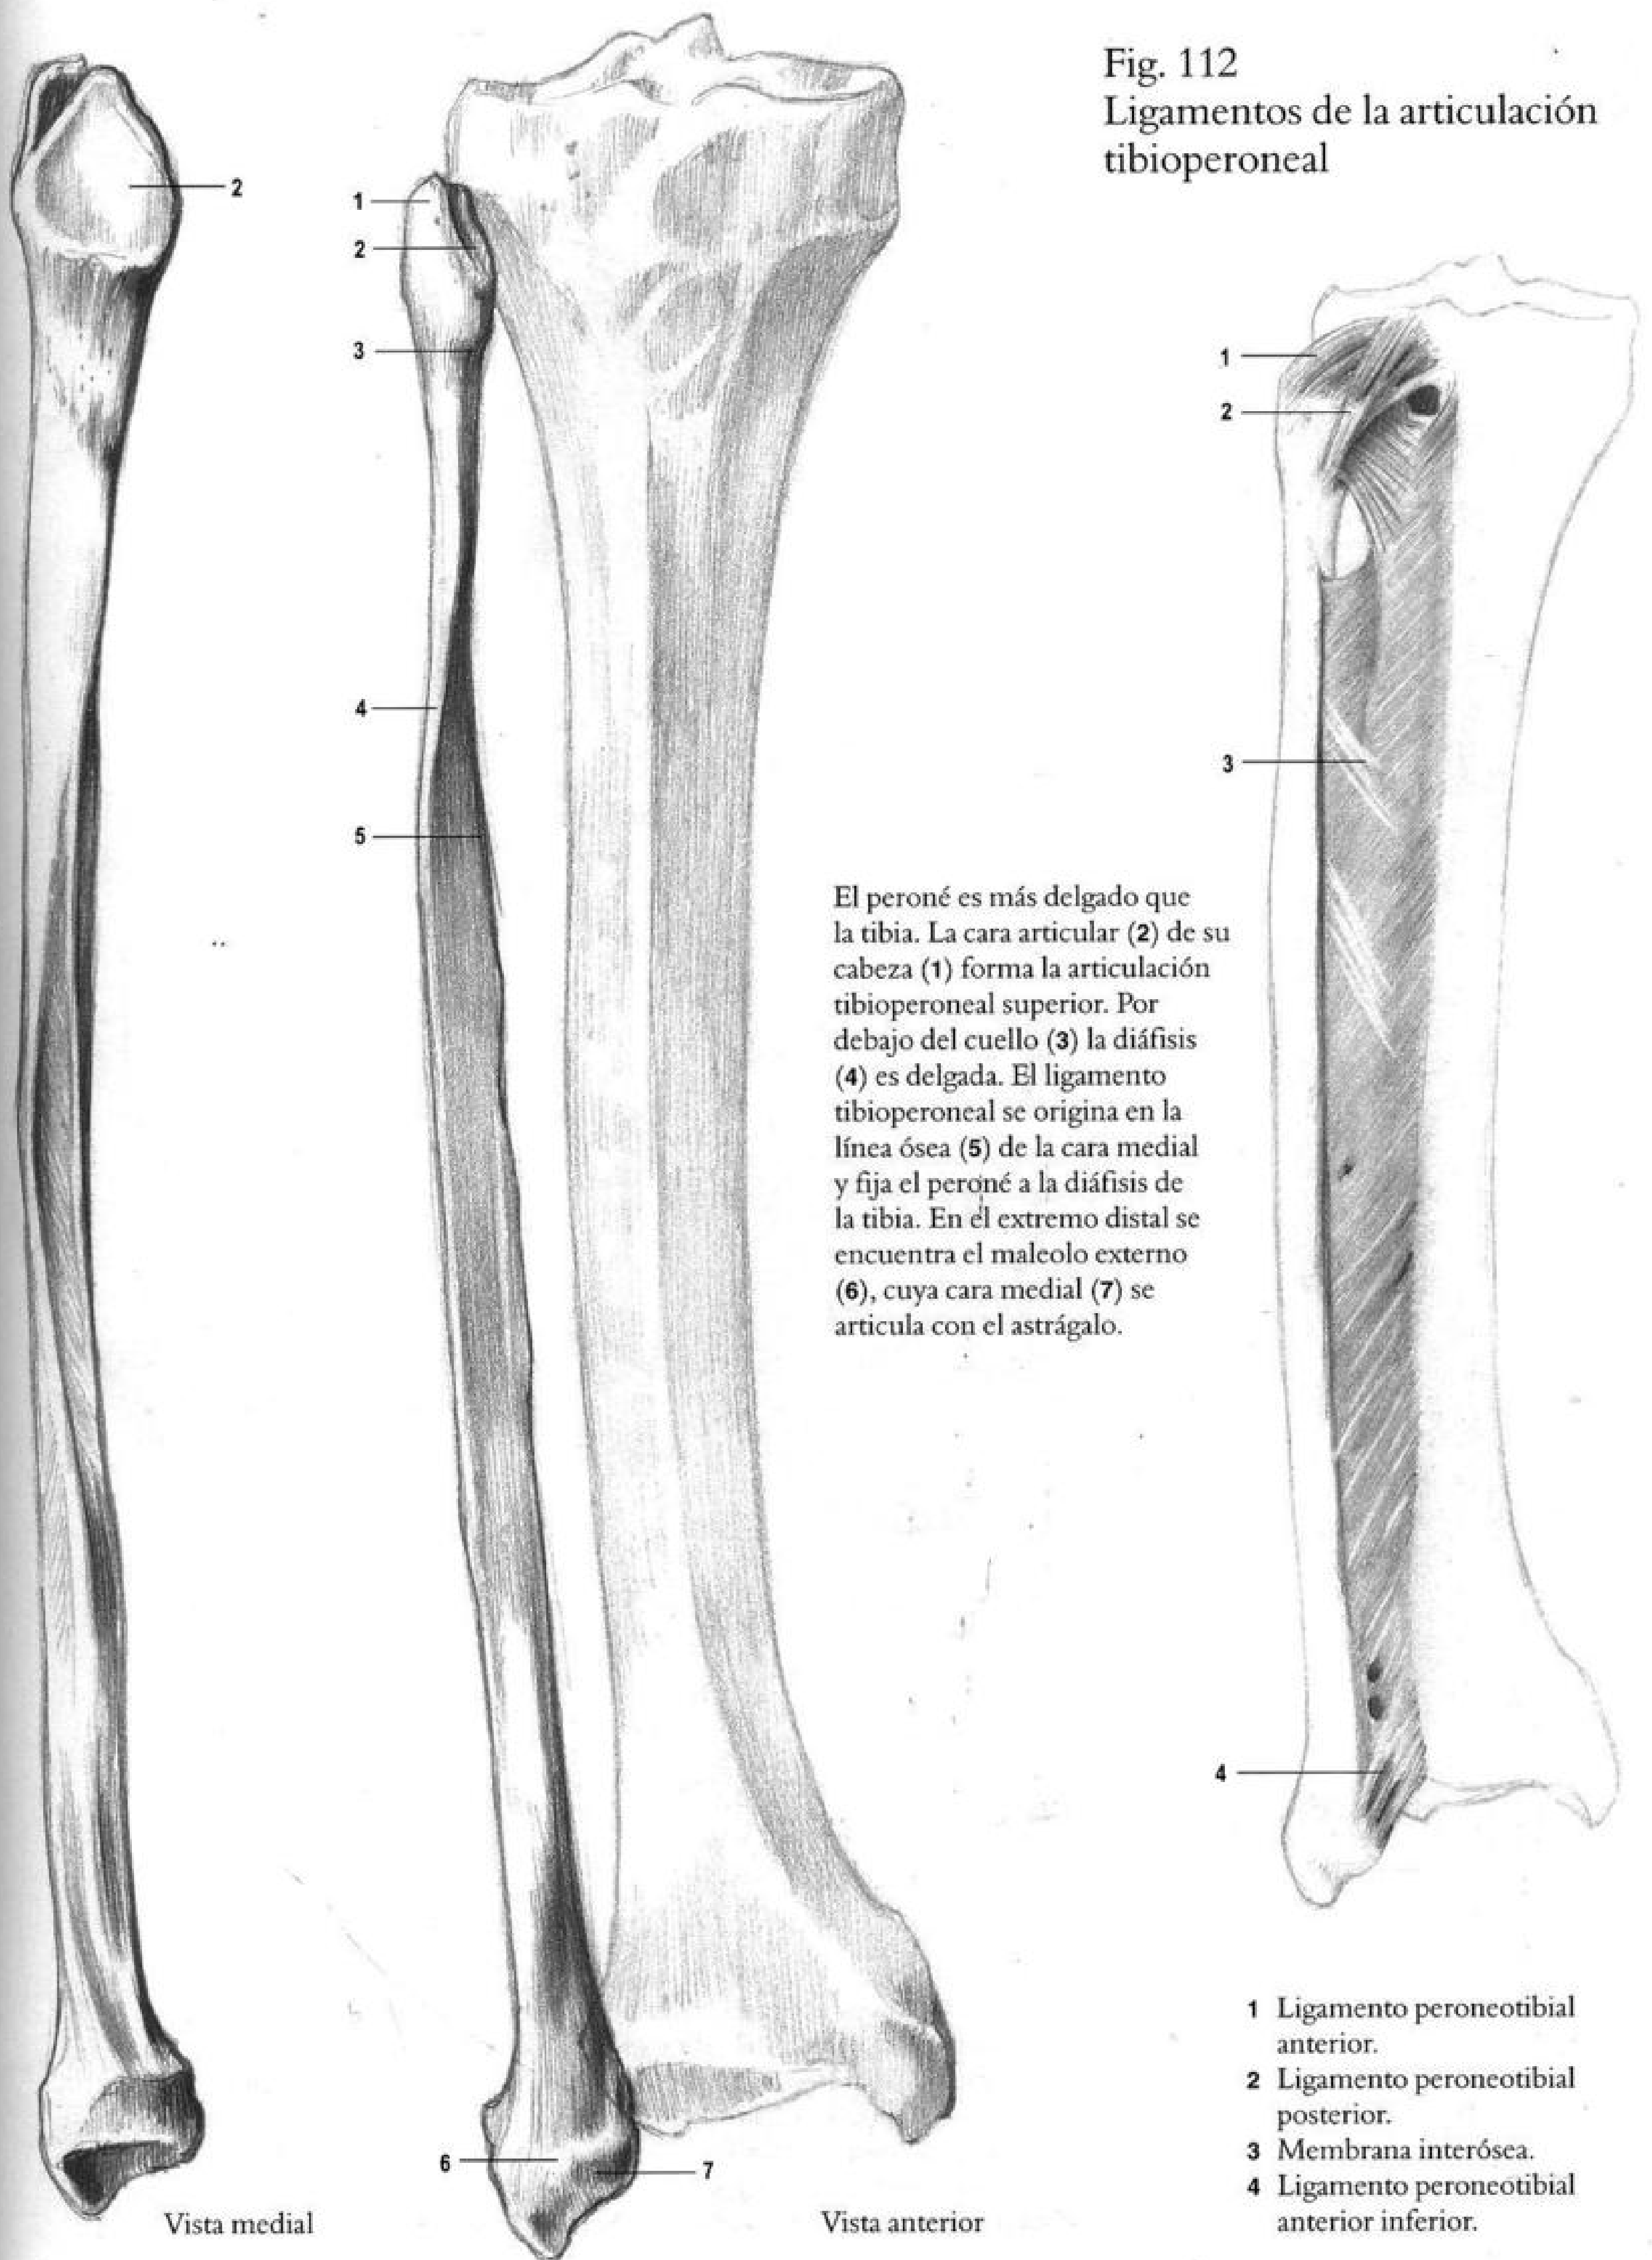 Fig. 112
Ligamentos de la articulación
tibioperoneal
2
1
2
3
4
5
6
7
1
2
3
4
El peroné es más delgado que
la tibia. La cara articular (2) de su
cabeza (1) forma la articulación
tibioperoneal superior. Por
debajo del cuello (3) la diáfisis
(4) es delgada. El ligamento
tibioperoneal se origina en la
línea ósea (5) de la cara medial
y fija el peroné a la diáfisis de
la tibia. En el extremo distal se
encuentra el maleolo externo
(6), cuya cara medial (7) se
articula con el astrágalo.
1 Ligamento peroneotibial
anterior.
2 Ligamento peroneotibial
posterior.
3 Membrana interósea.
4 Ligamento peroneotibial
anterior inferior.
Vista medial
Vista anterior